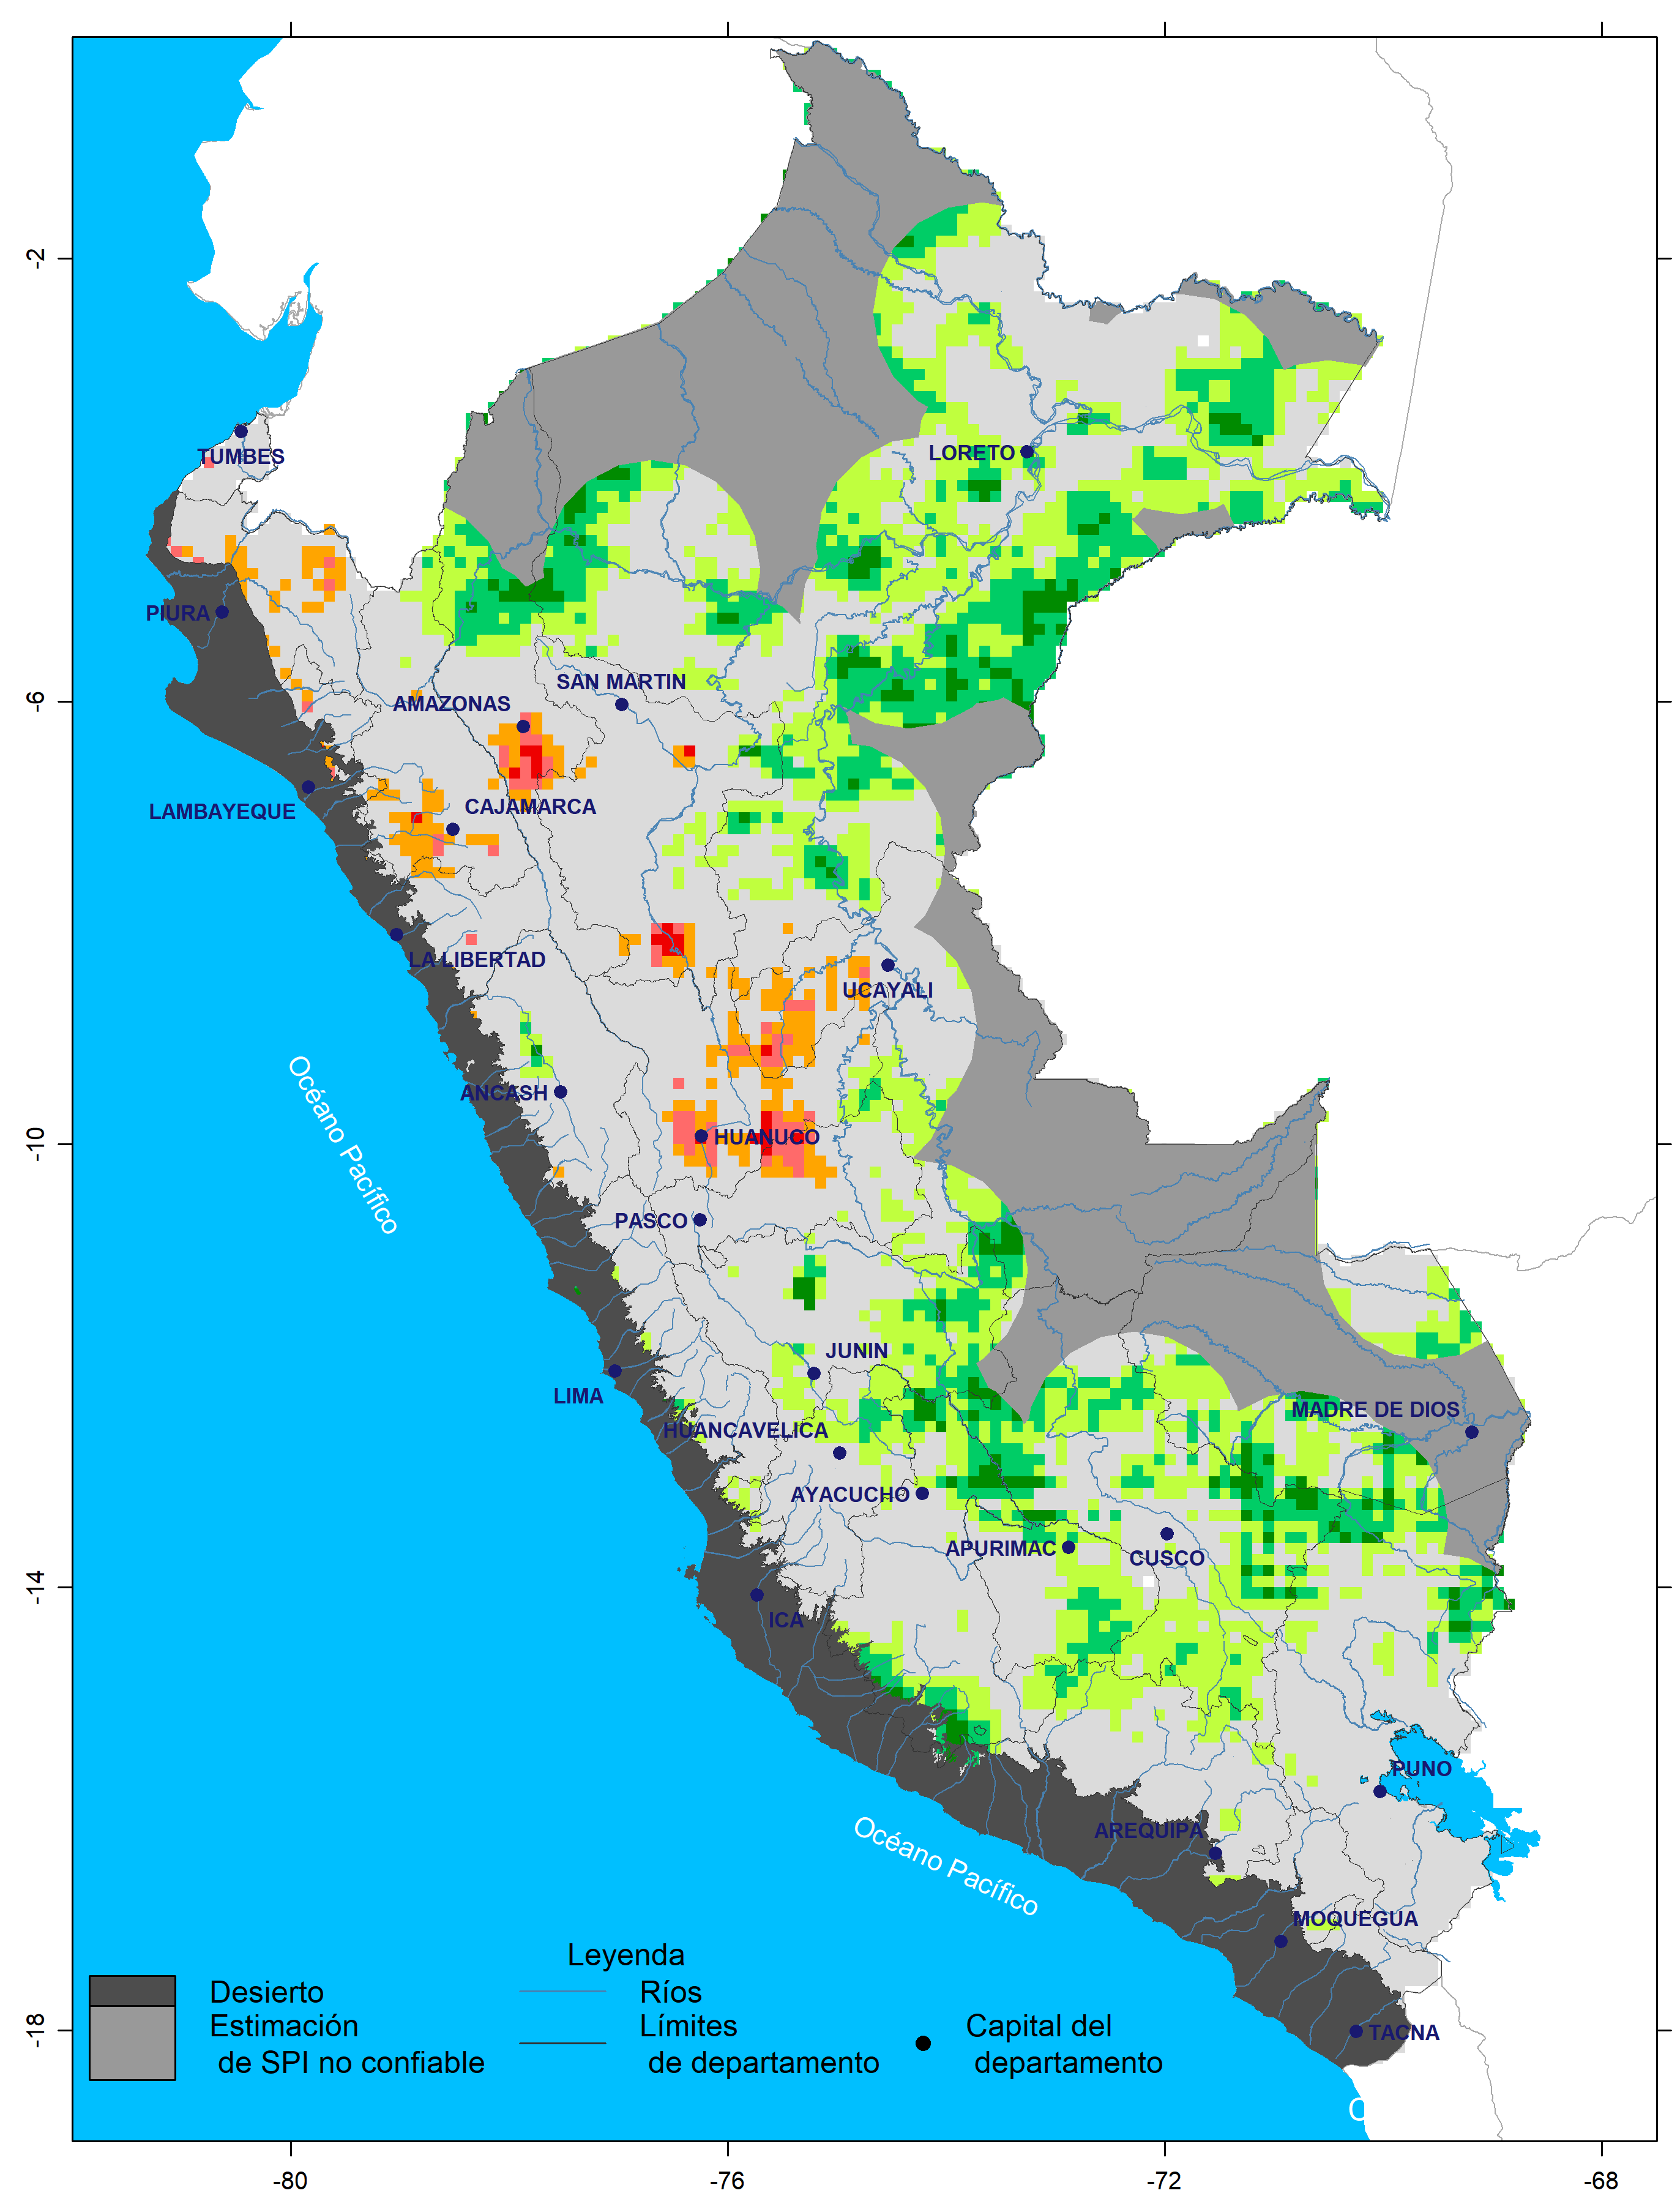 -2
-6
-10
-14
-18
TUMBES
LORETO
PIURA
SAN MARTIN
AMAZONAS
CAJAMARCA
LAMBAYEQUE
LA LIBERTAD
UCAYALI
ANCASH
HUANUCO
Océano Pacífico
PASCO
JUNIN
LIMA
MADRE DE DIOS
HUANCAVELICA
AYACUCHO
APURIMAC
CUSCO
ICA
PUNO
AREQUIPA
Océano Pacífico
MOQUEGUA
TACNA
Leyenda
Desierto
Estimación
de SPI no confiable
Ríos
Límites
de departamento
Capital del
departamento
-80
-76
-72
-68